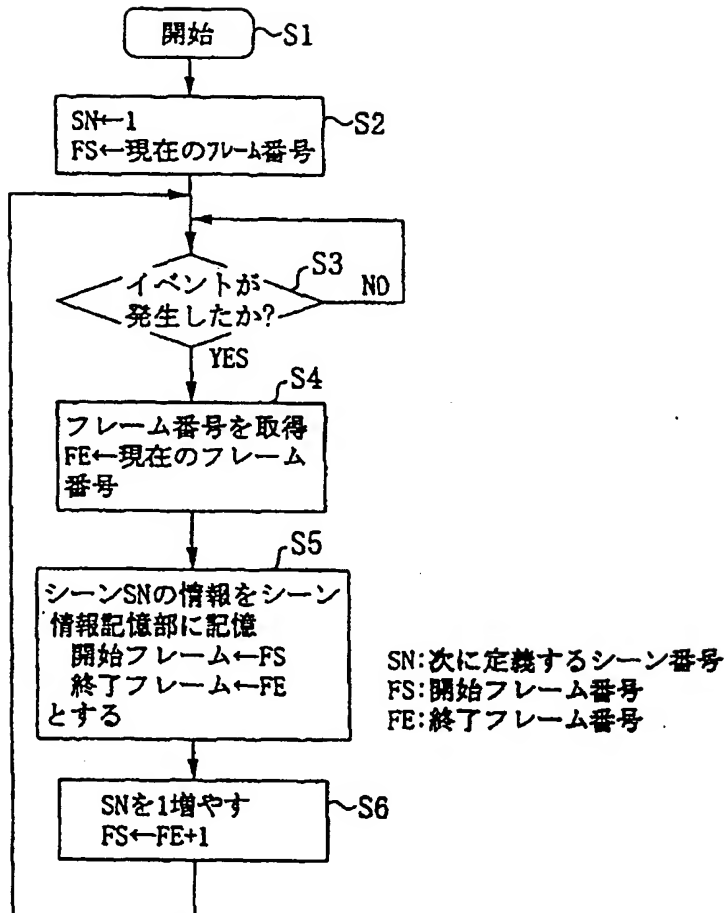 開始
S1
SN←1
FS←現在のフレーム番号
S2
イベントが
発生したか?
S3
NO
YES
S4
フレーム番号を取得
FE←現在のフレーム
番号
S5
シーンSNの情報をシーン
情報記憶部に記憶
開始フレーム←FS
終了フレーム←FE
とする
SN:次に定義するシーン番号
FS:開始フレーム番号
FE:終了フレーム番号
SNを1増やす
FS←FE+1
S6